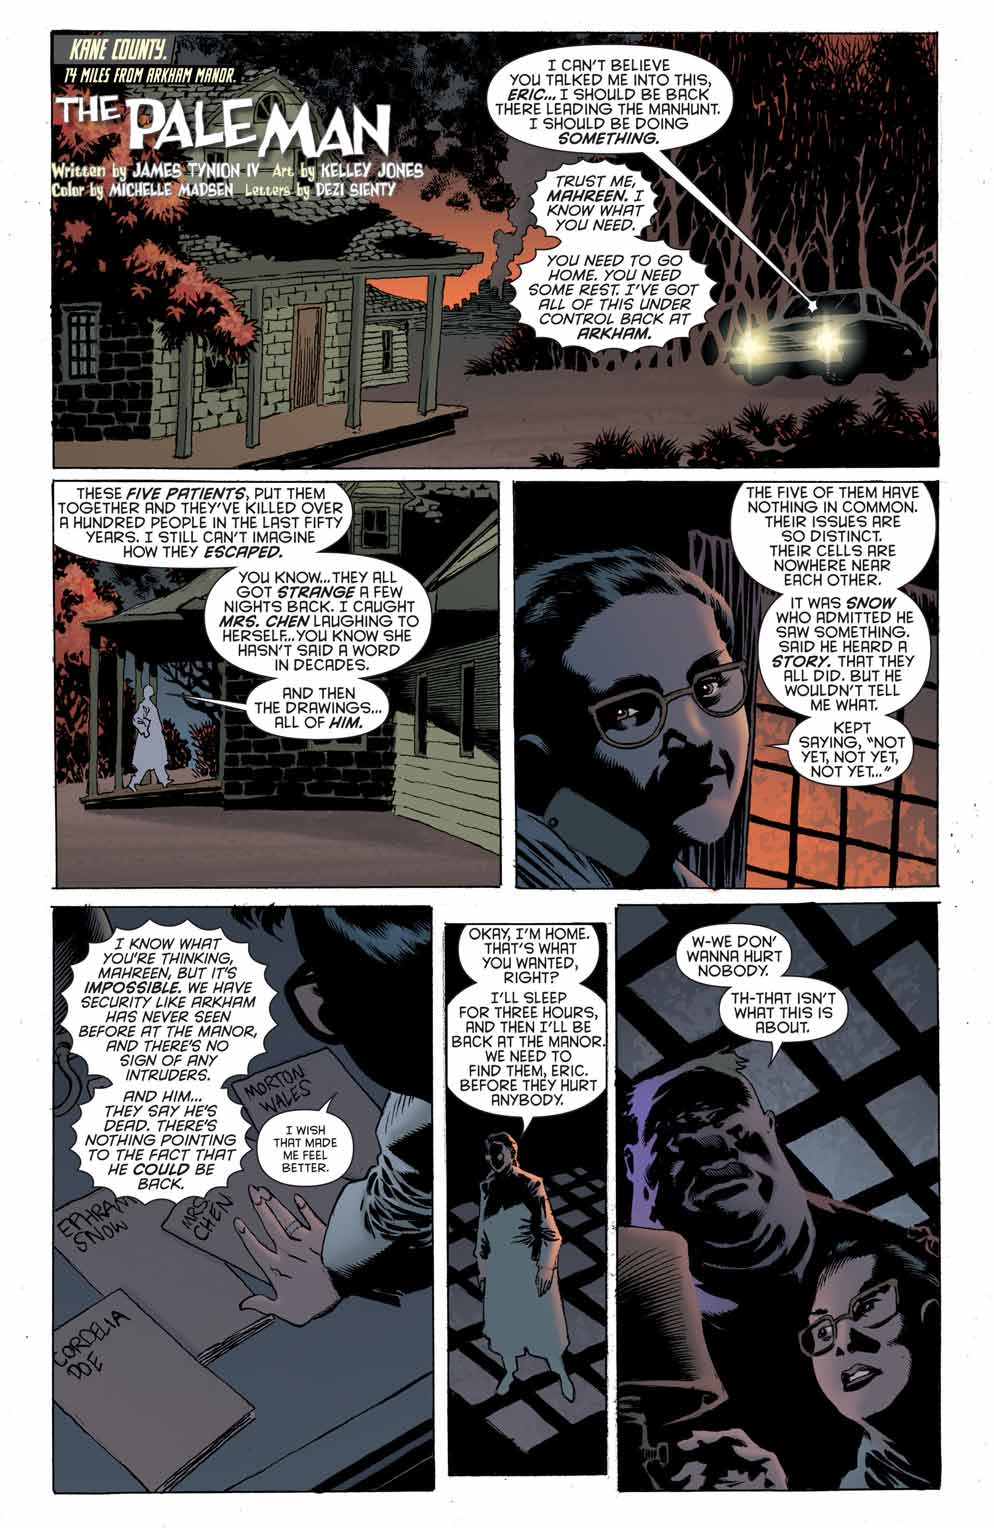 KANE COUNTY.
14 MILES FROM ARKHAM MANOR.
THE PALE MAN
Written by JAMES TYNION IV Art by KELLEY JONES
Color by MICHELLE MADSEN Letters by DEZI SIENTY
I CAN'T BELIEVE
YOU TALKED ME INTO THIS,
ERIC... I SHOULD BE BACK
THERE LEADING THE MANHUNT.
I SHOULD BE DOING
SOMETHING.
TRUST ME,
MAHREEN. I
KNOW WHAT
YOU NEED.
YOU NEED TO GO
HOME. YOU NEED
SOME REST. I'VE GOT
ALL OF THIS UNDER
CONTROL BACK AT
ARKHAM.
THESE FIVE PATIENTS, PUT THEM
TOGETHER AND THEY'VE KILLED OVER
A HUNDRED PEOPLE IN THE LAST FIFTY
YEARS. I STILL CAN'T IMAGINE
HOW THEY ESCAPED.
YOU KNOW...THEY ALL
GOT STRANGE A FEW
NIGHTS BACK. I CAUGHT
MRS. CHEN LAUGHING TO
HERSELF...YOU KNOW SHE
HASN'T SAID A WORD
IN DECADES.
AND THEN
THE DRAWINGS...
ALL OF HIM.
THE FIVE OF THEM HAVE
NOTHING IN COMMON.
THEIR ISSUES ARE
SO DISTINCT.
THEIR CELLS ARE
NOWHERE NEAR
EACH OTHER.
IT WAS SNOW
WHO ADMITTED HE
SAW SOMETHING.
SAID HE HEARD A
STORY. THAT THEY
ALL DID. BUT HE
WOULDN'T TELL
ME WHAT.
KEPT
SAYING, "NOT
YET, NOT YET,
NOT YET..."
I KNOW WHAT
YOU'RE THINKING,
MAHREEN, BUT IT'S
IMPOSSIBLE. WE HAVE
SECURITY LIKE ARKHAM
HAS NEVER SEEN
BEFORE AT THE MANOR,
AND THERE'S NO
SIGN OF ANY
INTRUDERS.
AND HIM...
THEY SAY HE'S
DEAD. THERE'S
NOTHING POINTING
TO THE FACT THAT
HE COULD BE
BACK.
I WISH
THAT MADE
ME FEEL
BETTER.
MORTON
WALES
EPHRAM
SNOW
MRS.
CHEN
CORDELIA
DOE
OKAY, I'M HOME.
THAT'S WHAT
YOU WANTED,
RIGHT?
I'LL SLEEP
FOR THREE HOURS,
AND THEN I'LL BE
BACK AT THE MANOR.
WE NEED TO
FIND THEM, ERIC.
BEFORE THEY HURT
ANYBODY.
W-WE DON'
WANNA HURT
NOBODY.
TH-THAT ISN'T
WHAT THIS IS
ABOUT.